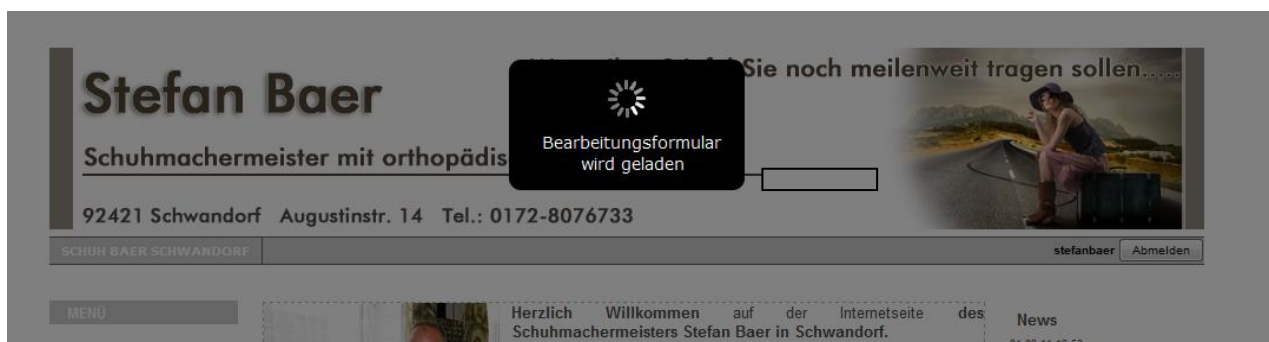 Sie noch meilenweit tragen sollen.....
Stefan Baer
Bearbeitungsformular
wird geladen
Schuhmachermeister mit
92421 Schwandorf Augustinstr. 14 Tel.: 0172-8076733
SCHUH BAER SCHWANDORF
stefanbaer Abmelden
MENÜ
Herzlich Willkommen auf der Internetseite des
Schuhmachermeisters Stefan Baer in Schwandorf.
News